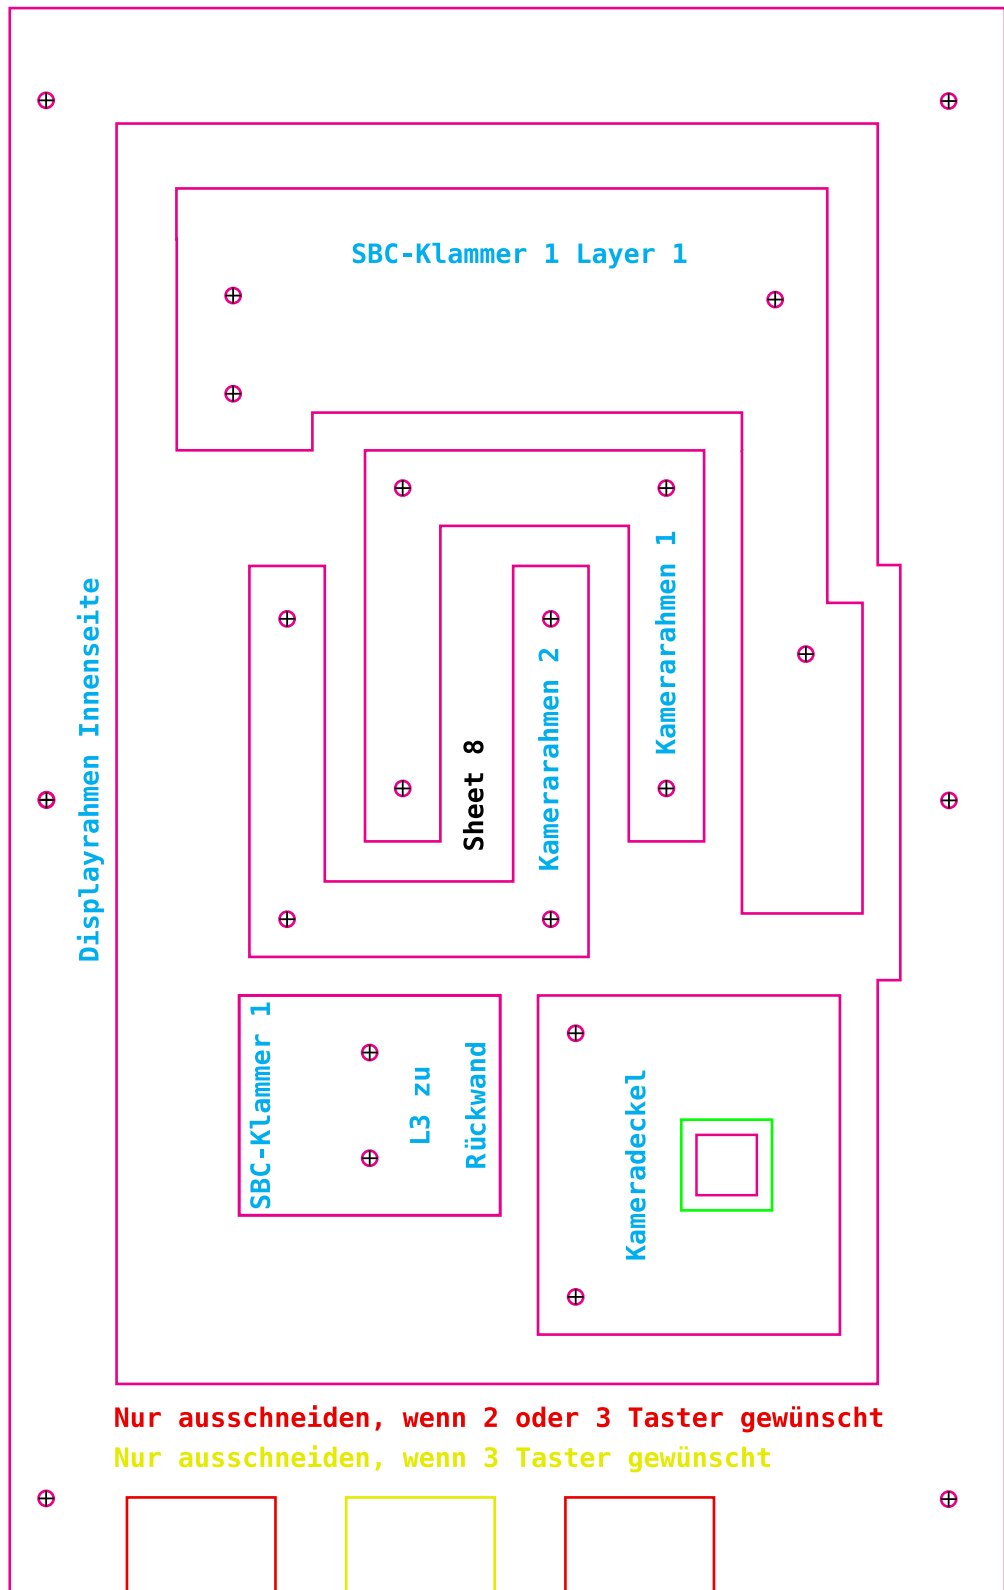 SBC-Klammer 1 Layer 1
Displayrahmen Innenseite
Kamerarahmen 1
Kamerarahmen 2
Sheet 8
SBC-Klammer 1
L3 zu
Rückwand
Kameradeckel
Nur ausschneiden, wenn 2 oder 3 Taster gewünscht
Nur ausschneiden, wenn 3 Taster gewünscht